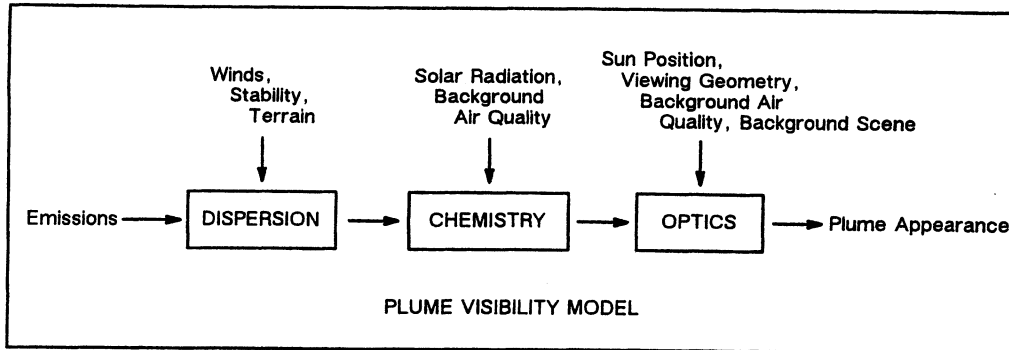 Winds,
Stability,
Terrain
Solar Radiation,
Background
Air Quality
Sun Position,
Viewing Geometry,
Background Air
Quality, Background Scene
Emissions
DISPERSION
CHEMISTRY
OPTICS
Plume Appearance
PLUME VISIBILITY MODEL